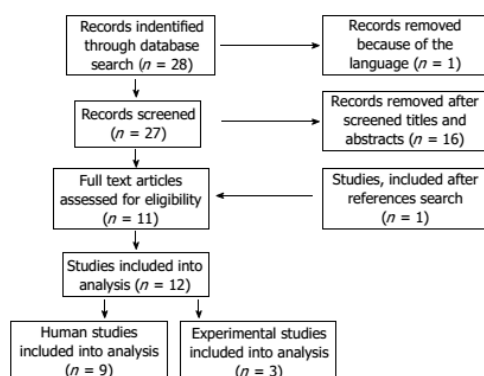 Records indentified
through database
search (n = 28)
Records removed
because of the
language (n = 1)
Records screened
(n = 27)
Records removed after
screened titles and
abstracts (n = 16)
Full text articles
assessed for eligibility
(n = 11)
Studies, included after
references search
(n = 1)
Studies included into
analysis (n = 12)
Human studies
included into analysis
(n = 9)
Experimental studies
included into analysis
(n = 3)